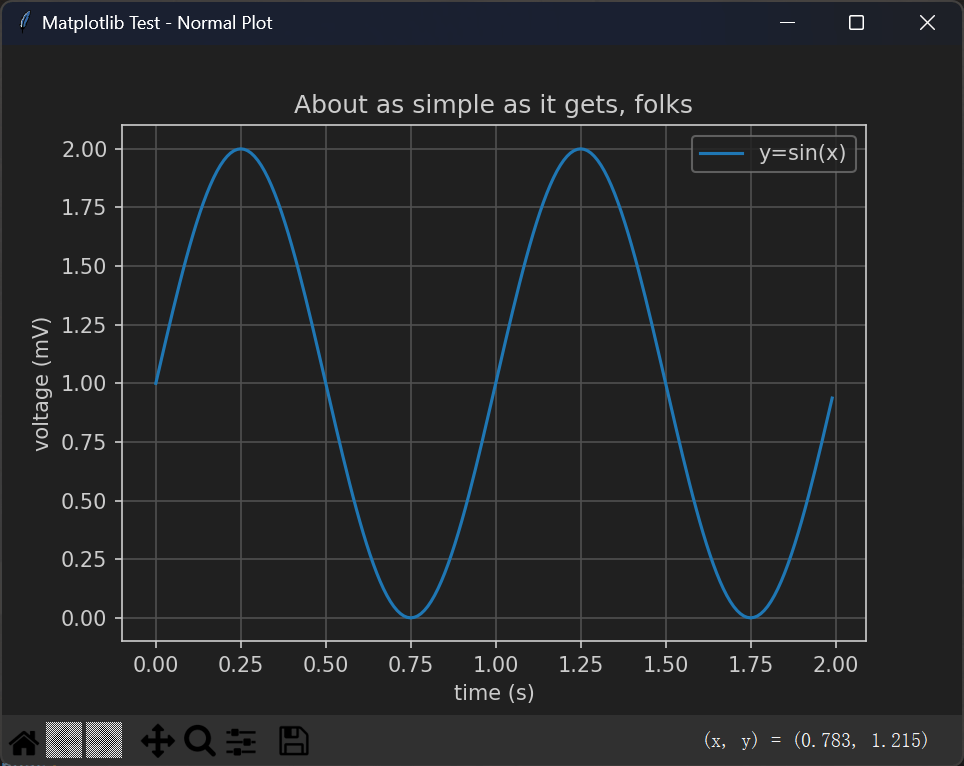 Matplotlib Test - Normal Plot
About as simple as it gets, folks
y=sin(x)
2.00
1.75
1.50
1.25
1.00
0.75
0.50
0.25
0.00
voltage (mV)
0.00 0.25 0.50 0.75 1.00 1.25 1.50 1.75 2.00
time (s)
(x, y) = (0.783, 1.215)